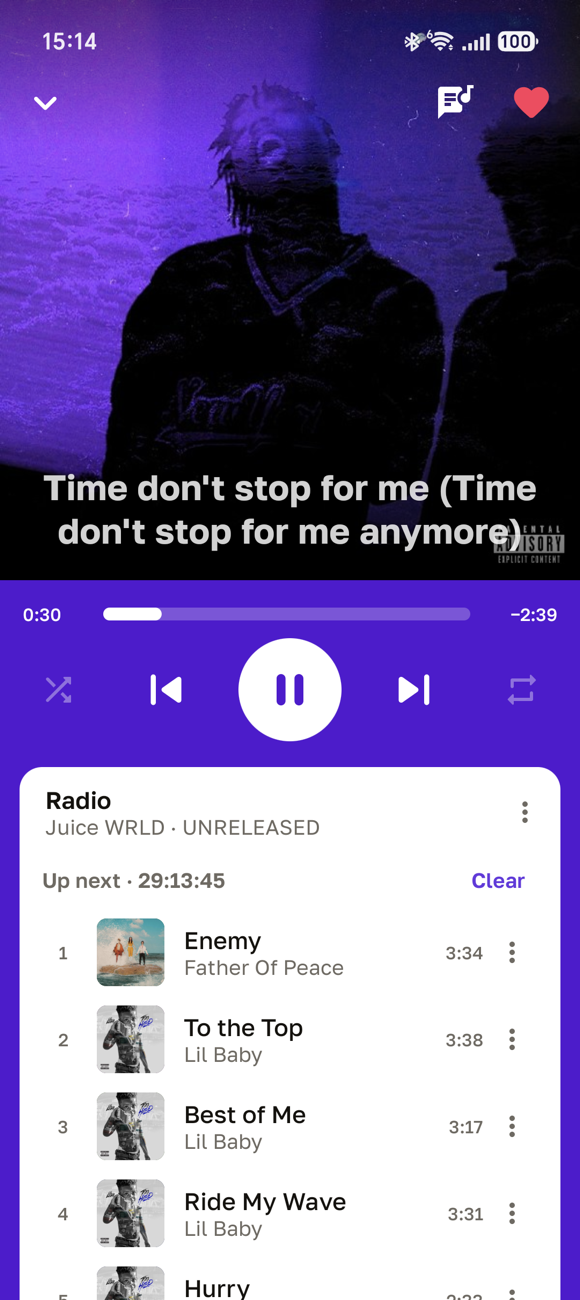 15:14
6
100
Time don't stop for me (Time
don't stop for me anymore)
ADVISORY
EXPLICIT CONTENT
0:30
−2:39
Radio
Juice WRLD · UNRELEASED
Up next · 29:13:45
Clear
1
Enemy
Father Of Peace
3:34
2
To the Top
Lil Baby
3:38
3
Best of Me
Lil Baby
3:17
4
Ride My Wave
Lil Baby
3:31
Hurry